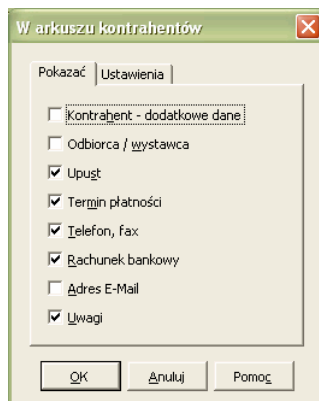 W arkuszu kontrahentów
Pokazać Ustawienia
Kontrahent - dodatkowe dane
Odbiorca / wystawca
Upust
Termin płatności
Telefon, fax
Rachunek bankowy
Adres E-Mail
Uwagi
OK Anuluj Pomoc